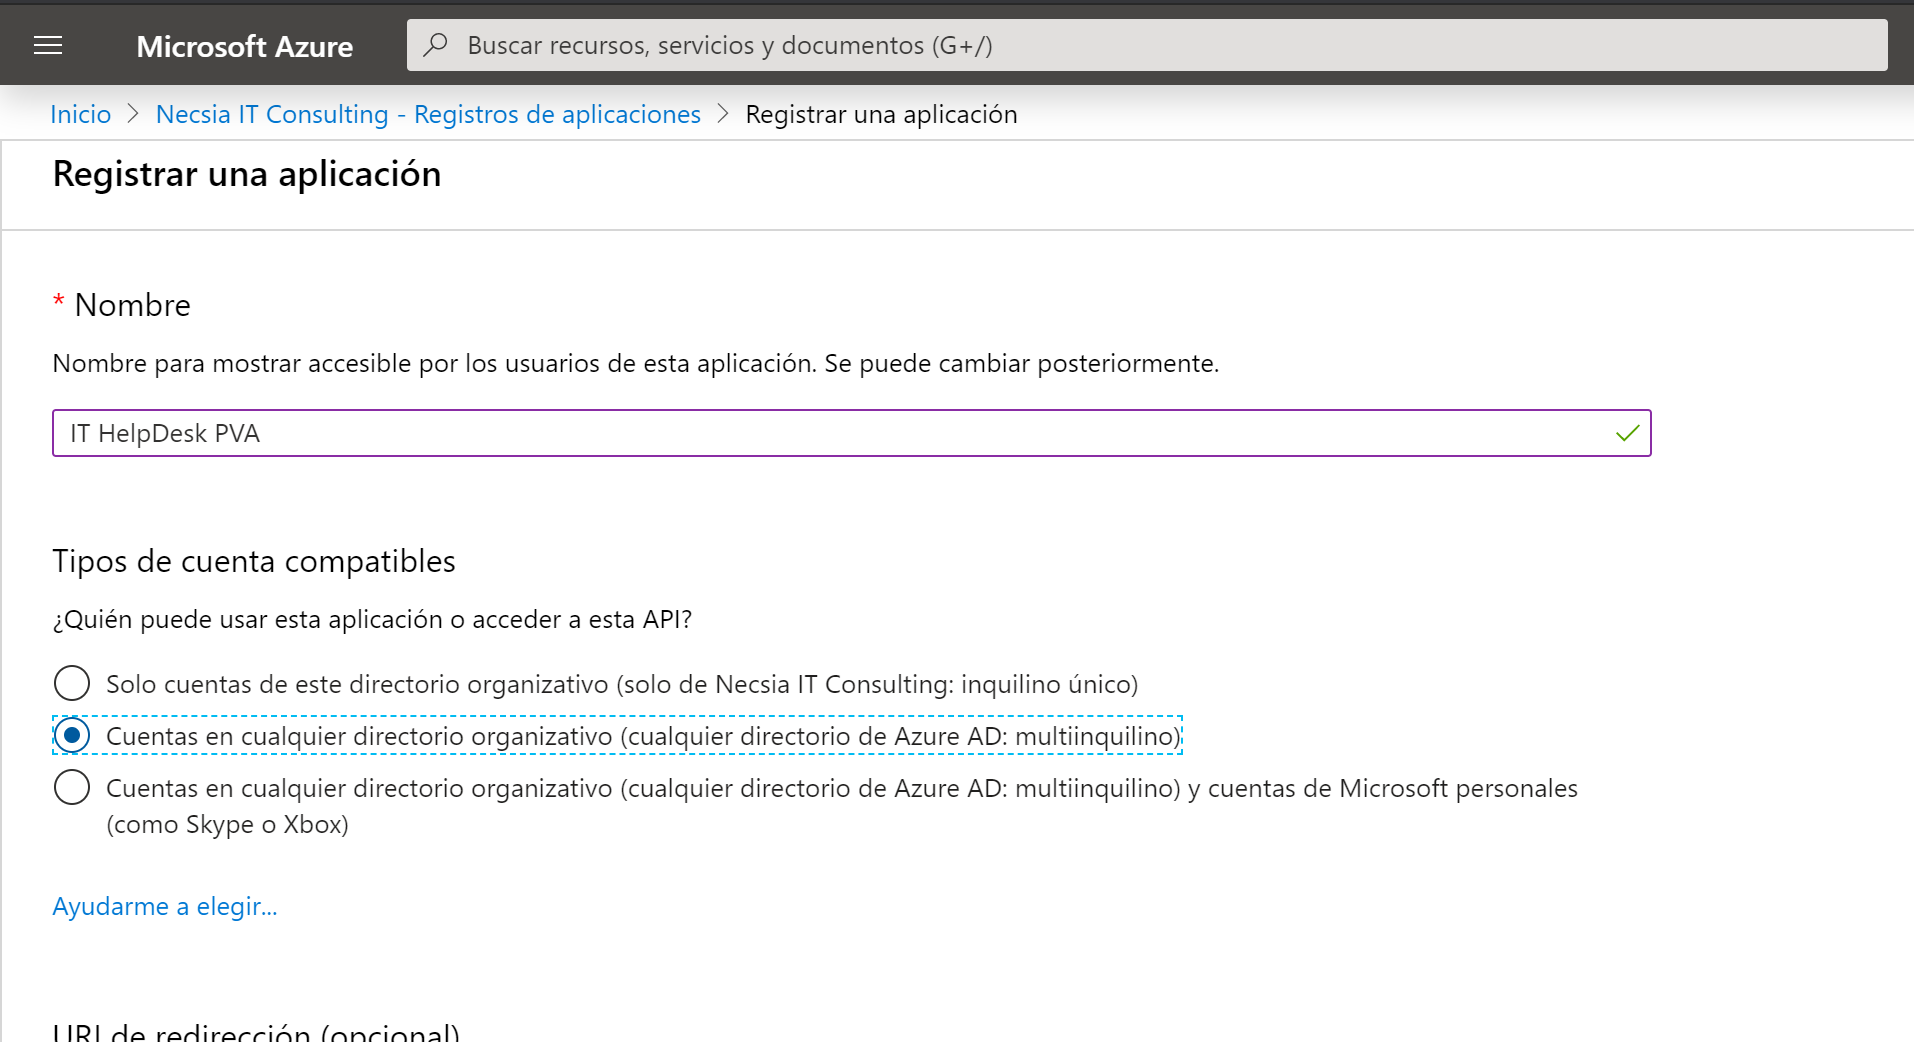 Microsoft Azure
Buscar recursos, servicios y documentos (G+/)
Inicio > Necsia IT Consulting - Registros de aplicaciones > Registrar una aplicación
Registrar una aplicación
* Nombre
Nombre para mostrar accesible por los usuarios de esta aplicación. Se puede cambiar posteriormente.
IT HelpDesk PVA
Tipos de cuenta compatibles
¿Quién puede usar esta aplicación o acceder a esta API?
Solo cuentas de este directorio organizativo (solo de Necsia IT Consulting: inquilino único)
Cuentas en cualquier directorio organizativo (cualquier directorio de Azure AD: multiinquilino)
Cuentas en cualquier directorio organizativo (cualquier directorio de Azure AD: multiinquilino) y cuentas de Microsoft personales
(como Skype o Xbox)
Ayudarme a elegir...
URI de redirección (opcional)